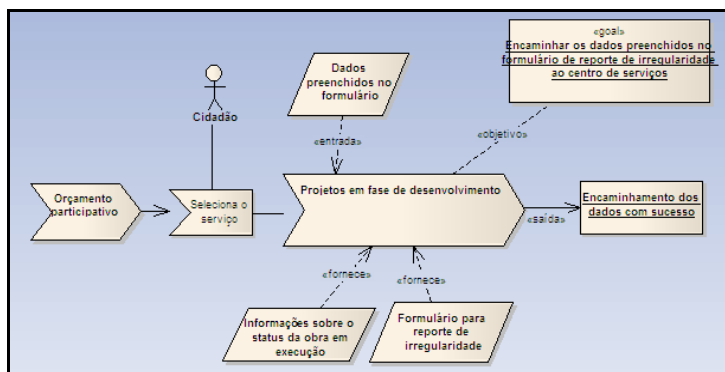 «goal»
Encaminhar os dados preenchidos no
formulário de reporte de irregularidade
ao centro de serviços
Dados
preenchidos no
formulário
Cidadão
«entrada»
«objetivo»
Orçamento
participativo
Seleciona o
serviço
Projetos em fase de desenvolvimento
Encaminhamento dos
dados com sucesso
«saída»
«fornece»
«fornece»
Informações sobre o
status da obra em
execução
Formulário para
reporte de
irregularidade